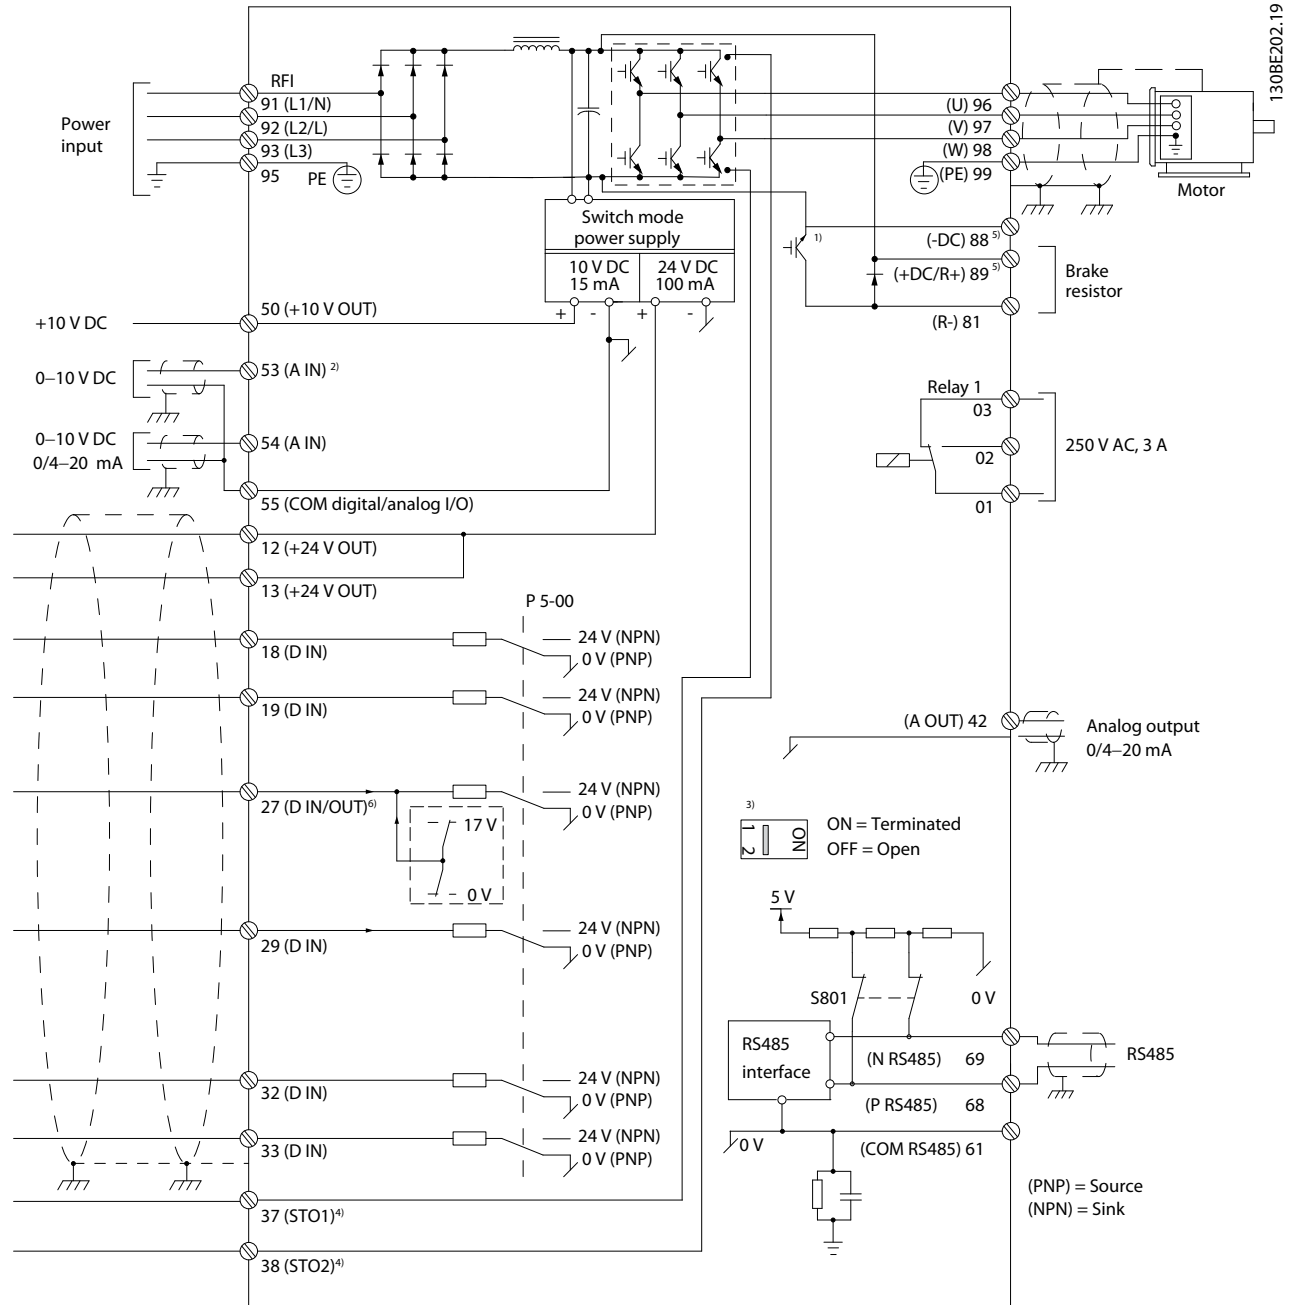 130BE202.19
RFI
91 (L1/N)
92 (L2/L)
93 (L3)
95
PE
Power
input
(U) 96
(V) 97
(W) 98
(PE) 99
Motor
Switch mode
power supply
10 V DC
15 mA
24 V DC
100 mA
+ - + -
1)
(-DC) 88 5)
(+DC/R+) 89 5)
(R-) 81
Brake
resistor
+10 V DC
50 (+10 V OUT)
0–10 V DC
53 (A IN) 2)
0–10 V DC
0/4–20 mA
54 (A IN)
55 (COM digital/analog I/O)
Relay 1
03
02
01
250 V AC, 3 A
12 (+24 V OUT)
13 (+24 V OUT)
P 5-00
18 (D IN)
24 V (NPN)
0 V (PNP)
19 (D IN)
24 V (NPN)
0 V (PNP)
(A OUT) 42
Analog output
0/4–20 mA
27 (D IN/OUT)6)
24 V (NPN)
0 V (PNP)
17 V
0 V
3)
1 2
ON
ON = Terminated
OFF = Open
29 (D IN)
24 V (NPN)
0 V (PNP)
5 V
S801
0 V
RS485
interface
(N RS485) 69
(P RS485) 68
RS485
0 V
(COM RS485) 61
32 (D IN)
24 V (NPN)
0 V (PNP)
33 (D IN)
24 V (NPN)
0 V (PNP)
37 (STO1)4)
38 (STO2)4)
(PNP) = Source
(NPN) = Sink